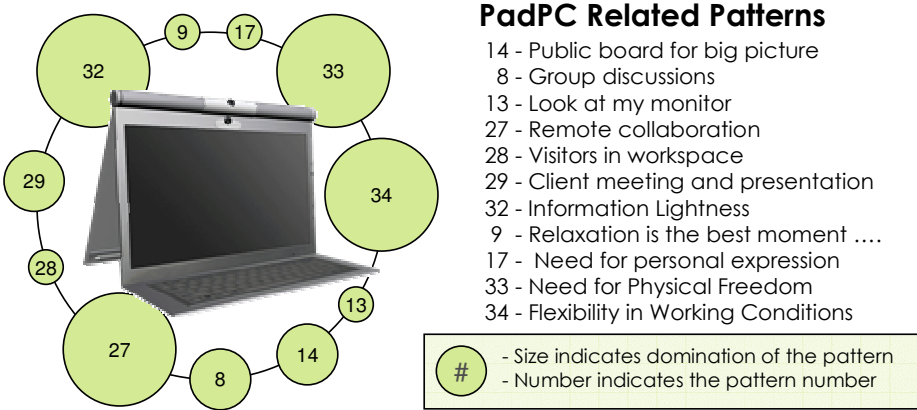 PadPC Related Patterns
9
17
32
33
29
34
28
13
27
14
8
14 - Public board for big picture
8 - Group discussions
13 - Look at my monitor
27 - Remote collaboration
28 - Visitors in workspace
29 - Client meeting and presentation
32 - Information Lightness
9 - Relaxation is the best moment ....
17 - Need for personal expression
33 - Need for Physical Freedom
34 - Flexibility in Working Conditions
#
- Size indicates domination of the pattern
- Number indicates the pattern number